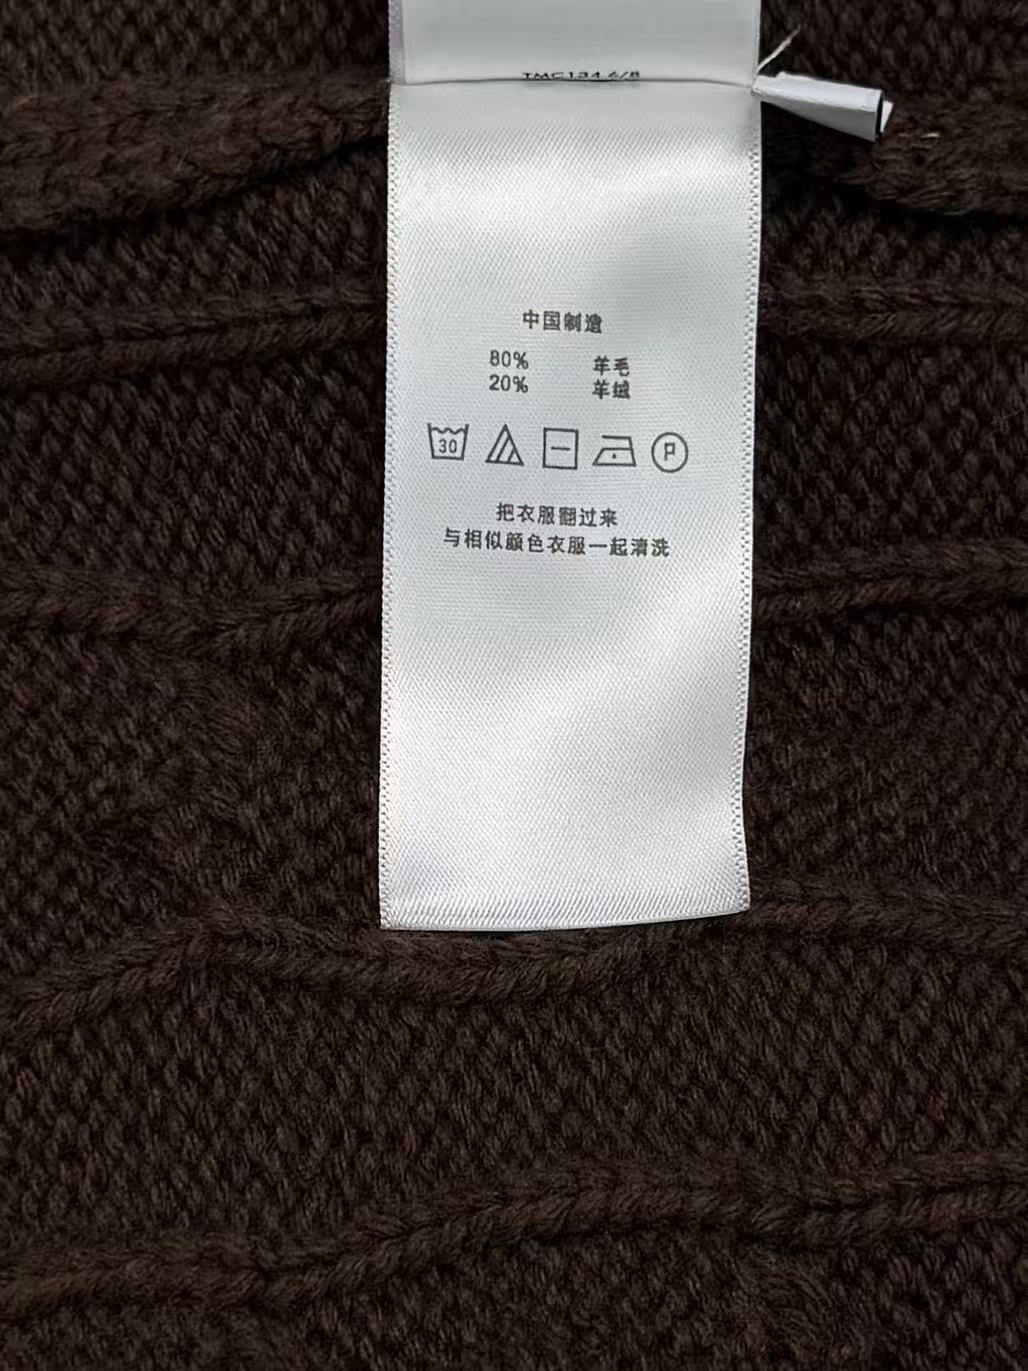 中国制造
80% 羊毛
20% 羊绒
30 P
把衣服翻过来
与相似颜色衣服一起清洗